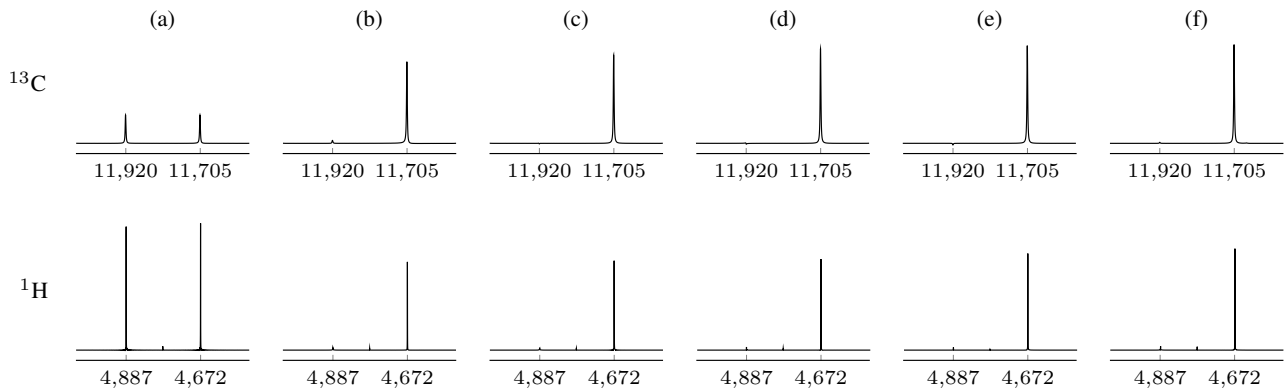 (a) (b) (c) (d) (e) (f)
¹³C
11,920 11,705 11,920 11,705 11,920 11,705 11,920 11,705 11,920 11,705 11,920 11,705
¹H
4,887 4,672 4,887 4,672 4,887 4,672 4,887 4,672 4,887 4,672 4,887 4,672